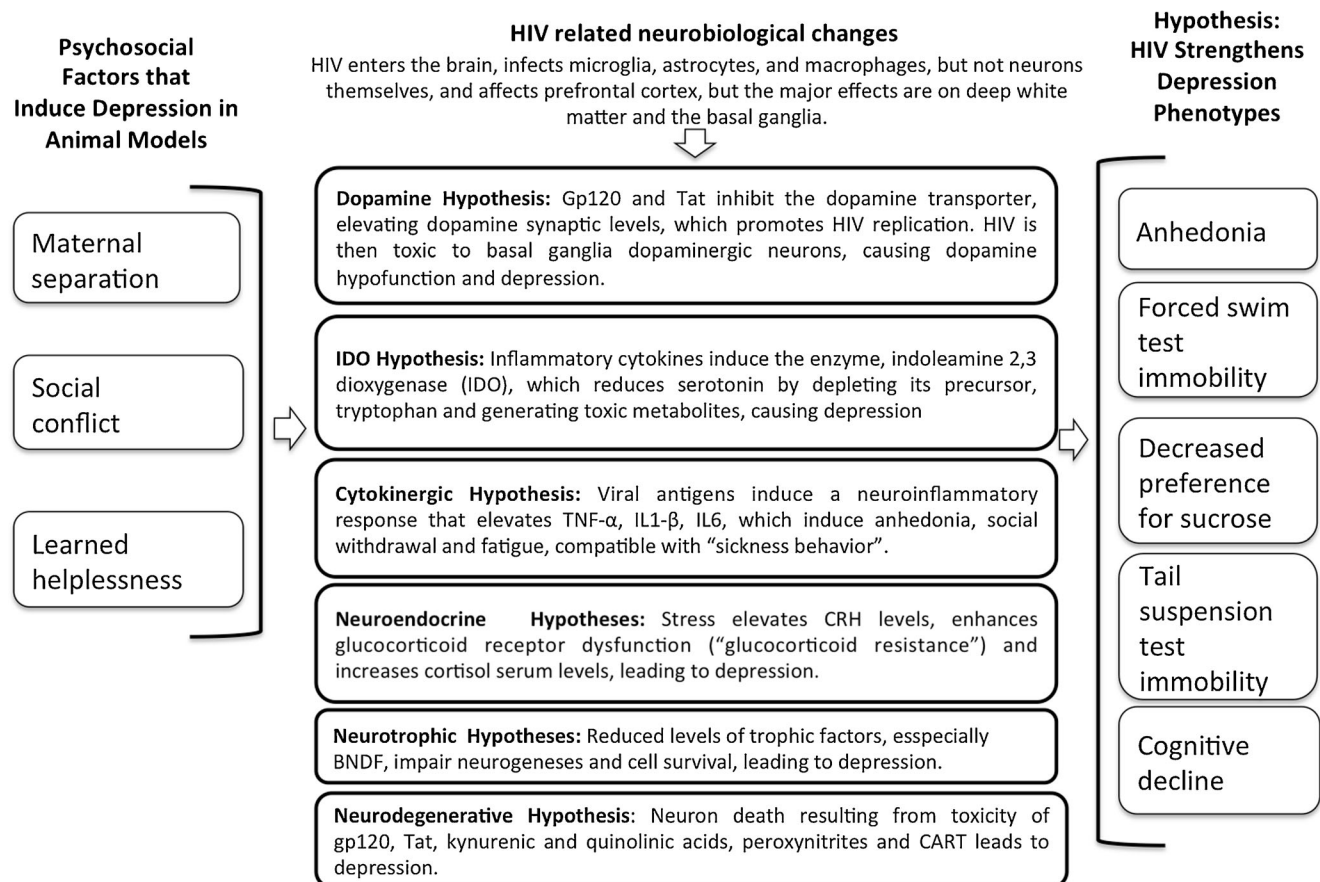 Psychosocial
Factors that
Induce Depression in
Animal Models
Maternal
separation
Social
conflict
Learned
helplessness
HIV related neurobiological changes
HIV enters the brain, infects microglia, astrocytes, and macrophages, but not neurons
themselves, and affects prefrontal cortex, but the major effects are on deep white
matter and the basal ganglia.
Dopamine Hypothesis: Gp120 and Tat inhibit the dopamine transporter,
elevating dopamine synaptic levels, which promotes HIV replication. HIV is
then toxic to basal ganglia dopaminergic neurons, causing dopamine
hypofunction and depression.
IDO Hypothesis: Inflammatory cytokines induce the enzyme, indoleamine 2,3
dioxygenase (IDO), which reduces serotonin by depleting its precursor,
tryptophan and generating toxic metabolites, causing depression
Cytokinergic Hypothesis: Viral antigens induce a neuroinflammatory
response that elevates TNF-α, IL1-β, IL6, which induce anhedonia, social
withdrawal and fatigue, compatible with “sickness behavior”.
Neuroendocrine Hypotheses: Stress elevates CRH levels, enhances
glucocorticoid receptor dysfunction (“glucocorticoid resistance”) and
increases cortisol serum levels, leading to depression.
Neurotrophic Hypotheses: Reduced levels of trophic factors, esspecially
BNDF, impair neurogeneses and cell survival, leading to depression.
Neurodegenerative Hypothesis: Neuron death resulting from toxicity of
gp120, Tat, kynurenic and quinolinic acids, peroxynitrites and CART leads to
depression.
Hypothesis:
HIV Strengthens
Depression
Phenotypes
Anhedonia
Forced swim
test
immobility
Decreased
preference
for sucrose
Tail
suspension
test
immobility
Cognitive
decline